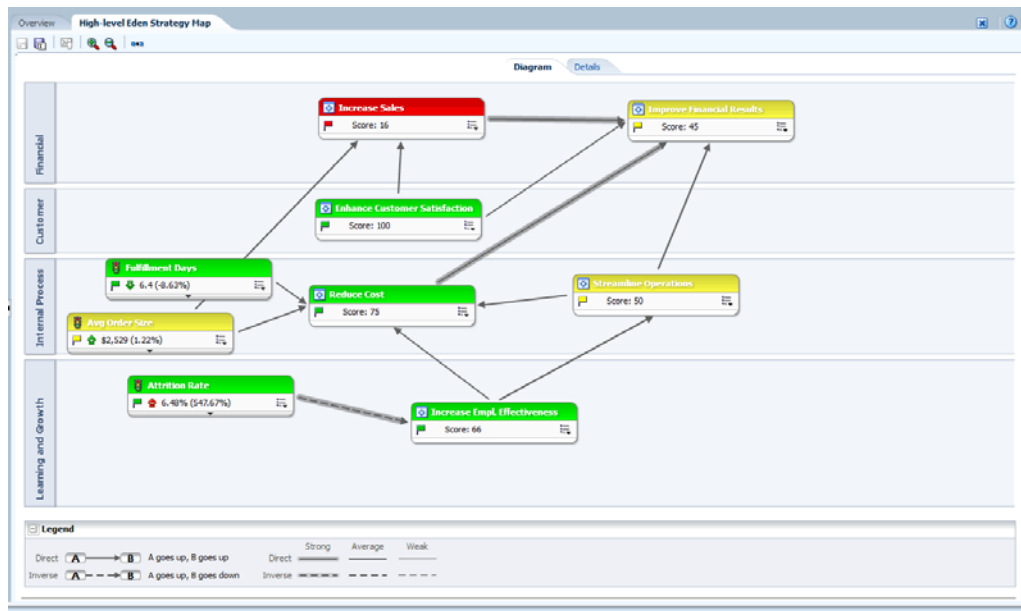 Overview High-level Eden Strategy Map
Diagram Details
Financial
Increase Sales
Score: 16
Improve Financial Results
Score: 45
Customer
Enhance Customer Satisfaction
Score: 100
Internal Process
Fulfillment Days
6.4 (-8.63%)
Reduce Cost
Score: 75
Streamline Operations
Score: 50
Avg Order Size
$2,529 (1.22%)
Learning and Growth
Attrition Rate
6.48% (547.67%)
Increase Empl. Effectiveness
Score: 66
Legend
Strong Average Weak
Direct A B A goes up, B goes up Direct
Inverse A B A goes up, B goes down Inverse